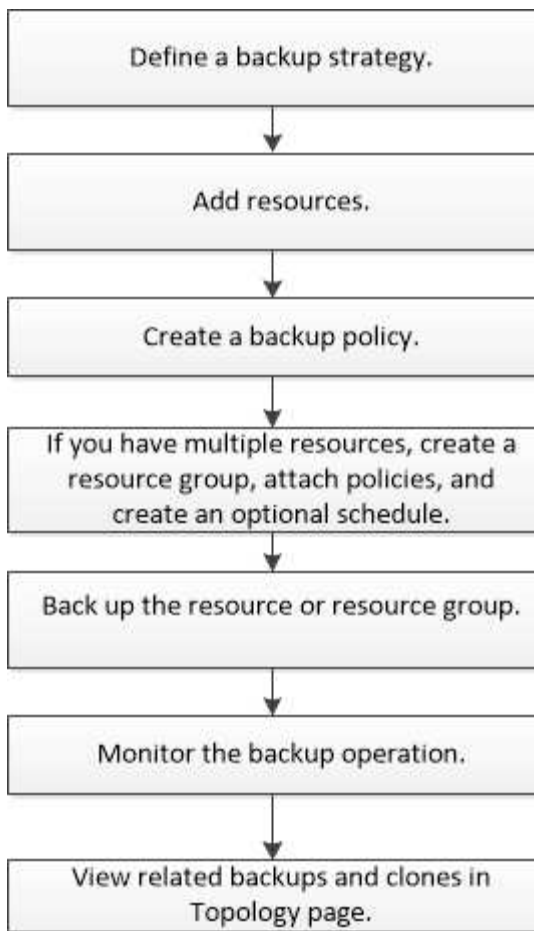 Define a backup strategy.
Add resources.
Create a backup policy.
If you have multiple resources, create a
resource group, attach policies, and
create an optional schedule.
Back up the resource or resource group.
Monitor the backup operation.
View related backups and clones in
Topology page.